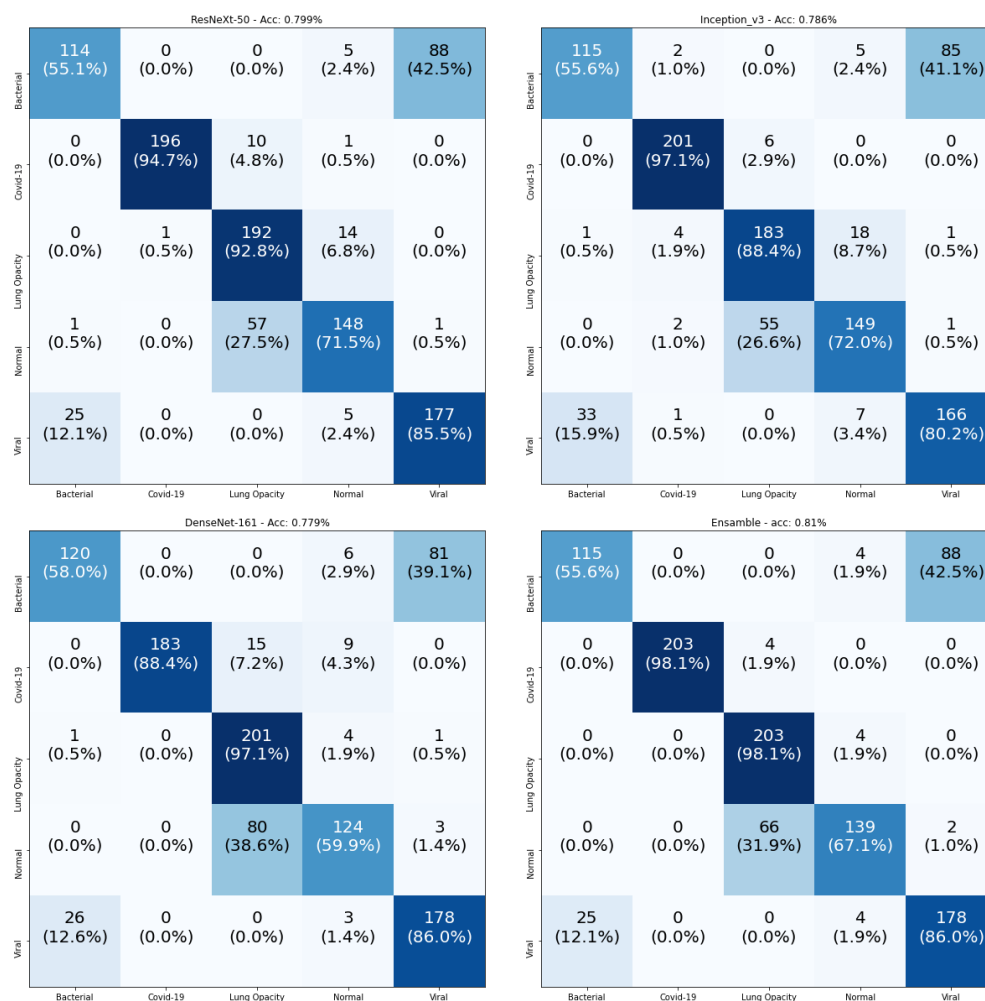 ResNeXt-50 - Acc: 0.799%
Bacterial
114 0 0 5 88
(55.1%) (0.0%) (0.0%) (2.4%) (42.5%)
Covid-19
0 196 10 1 0
(0.0%) (94.7%) (4.8%) (0.5%) (0.0%)
Lung Opacity
0 1 192 14 0
(0.0%) (0.5%) (92.8%) (6.8%) (0.0%)
Normal
1 0 57 148 1
(0.5%) (0.0%) (27.5%) (71.5%) (0.5%)
Viral
25 0 0 5 177
(12.1%) (0.0%) (0.0%) (2.4%) (85.5%)
Bacterial Covid-19 Lung Opacity Normal Viral
Inception_v3 - Acc: 0.786%
Bacterial
115 2 0 5 85
(55.6%) (1.0%) (0.0%) (2.4%) (41.1%)
Covid-19
0 201 6 0 0
(0.0%) (97.1%) (2.9%) (0.0%) (0.0%)
Lung Opacity
1 4 183 18 1
(0.5%) (1.9%) (88.4%) (8.7%) (0.5%)
Normal
0 2 55 149 1
(0.0%) (1.0%) (26.6%) (72.0%) (0.5%)
Viral
33 1 0 7 166
(15.9%) (0.5%) (0.0%) (3.4%) (80.2%)
Bacterial Covid-19 Lung Opacity Normal Viral
DenseNet-161 - Acc: 0.779%
Bacterial
120 0 0 6 81
(58.0%) (0.0%) (0.0%) (2.9%) (39.1%)
Covid-19
0 183 15 9 0
(0.0%) (88.4%) (7.2%) (4.3%) (0.0%)
Lung Opacity
1 0 201 4 1
(0.5%) (0.0%) (97.1%) (1.9%) (0.5%)
Normal
0 0 80 124 3
(0.0%) (0.0%) (38.6%) (59.9%) (1.4%)
Viral
26 0 0 3 178
(12.6%) (0.0%) (0.0%) (1.4%) (86.0%)
Bacterial Covid-19 Lung Opacity Normal Viral
Ensamble - acc: 0.81%
Bacterial
115 0 0 4 88
(55.6%) (0.0%) (0.0%) (1.9%) (42.5%)
Covid-19
0 203 4 0 0
(0.0%) (98.1%) (1.9%) (0.0%) (0.0%)
Lung Opacity
0 0 203 4 0
(0.0%) (0.0%) (98.1%) (1.9%) (0.0%)
Normal
0 0 66 139 2
(0.0%) (0.0%) (31.9%) (67.1%) (1.0%)
Viral
25 0 0 4 178
(12.1%) (0.0%) (0.0%) (1.9%) (86.0%)
Bacterial Covid-19 Lung Opacity Normal Viral